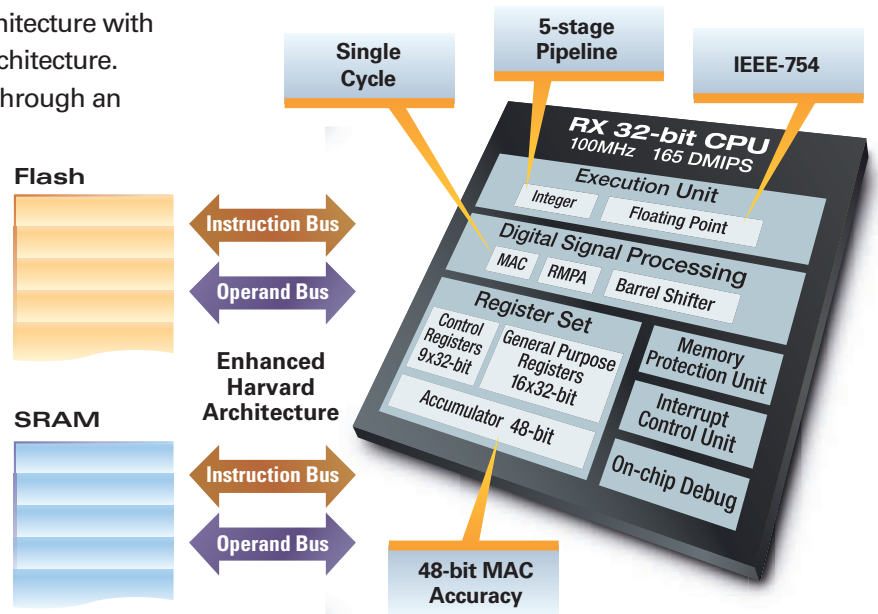 hitecture with
chitecture.
hrough an
Single
Cycle
5-stage
Pipeline
IEEE-754
RX 32-bit CPU
100MHz 165 DMIPS
Execution Unit
Integer
Floating Point
Digital Signal Processing
MAC
RMPA
Barrel Shifter
Register Set
Control
Registers
9x32-bit
General Purpose
Registers
16x32-bit
Accumulator 48-bit
Memory
Protection Unit
Interrupt
Control Unit
On-chip Debug
Flash
Instruction Bus
Operand Bus
Enhanced
Harvard
Architecture
SRAM
Instruction Bus
Operand Bus
48-bit MAC
Accuracy